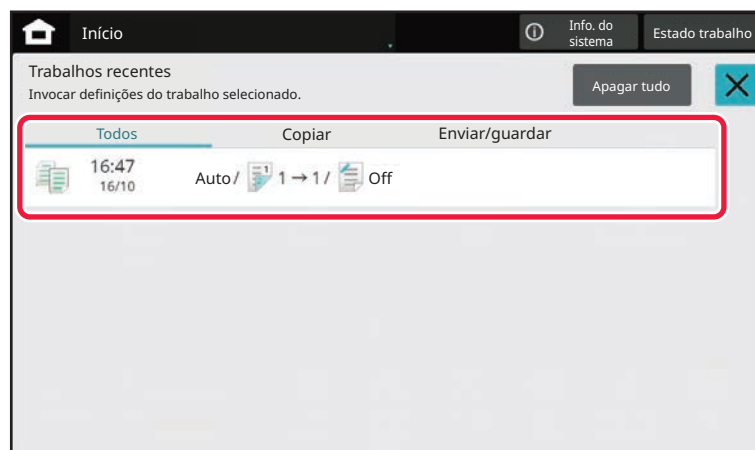 Início
Info. do
sistema
Estado trabalho
Trabalhos recentes
Invocar definições do trabalho selecionado.
Apagar tudo
Todos Copiar Enviar/guardar
16:47
16/10
Auto / 1 1 → 1 / Off